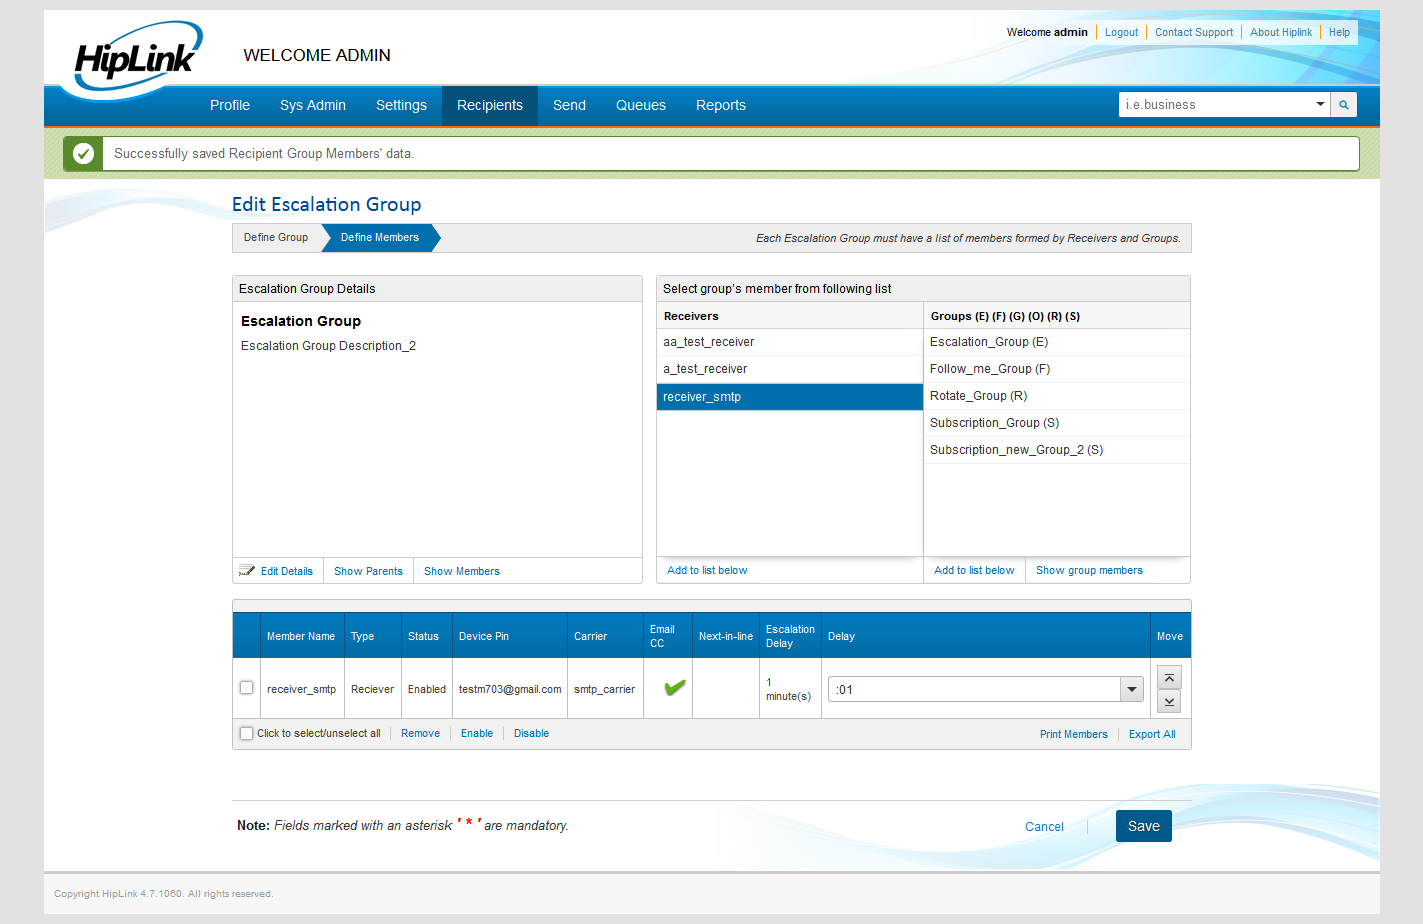 HipLink
WELCOME ADMIN
Welcome admin
Logout
Contact Support
About Hiplink
Help
Profile
Sys Admin
Settings
Recipients
Send
Queues
Reports
i.e.business
Successfully saved Recipient Group Members' data.
Edit Escalation Group
Define Group
Define Members
Each Escalation Group must have a list of members formed by Receivers and Groups.
Escalation Group Details
Escalation Group
Escalation Group Description_2
Edit Details
Show Parents
Show Members
Select group's member from following list
Receivers
aa_test_receiver
a_test_receiver
receiver_smtp
Add to list below
Groups (E) (F) (G) (O) (R) (S)
Escalation_Group (E)
Follow_me_Group (F)
Rotate_Group (R)
Subscription_Group (S)
Subscription_new_Group_2 (S)
Add to list below
Show group members
Member Name
Type
Status
Device Pin
Carrier
Email
CC
Next-in-line
Escalation
Delay
Delay
Move
receiver_smtp
Reciever
Enabled
testm703@gmail.com
smtp_carrier
1
minute(s)
:01
Click to select/unselect all
Remove
Enable
Disable
Print Members
Export All
Note: Fields marked with an asterisk ' * ' are mandatory.
Cancel
Save
Copyright HipLink 4.7.1060. All rights reserved.